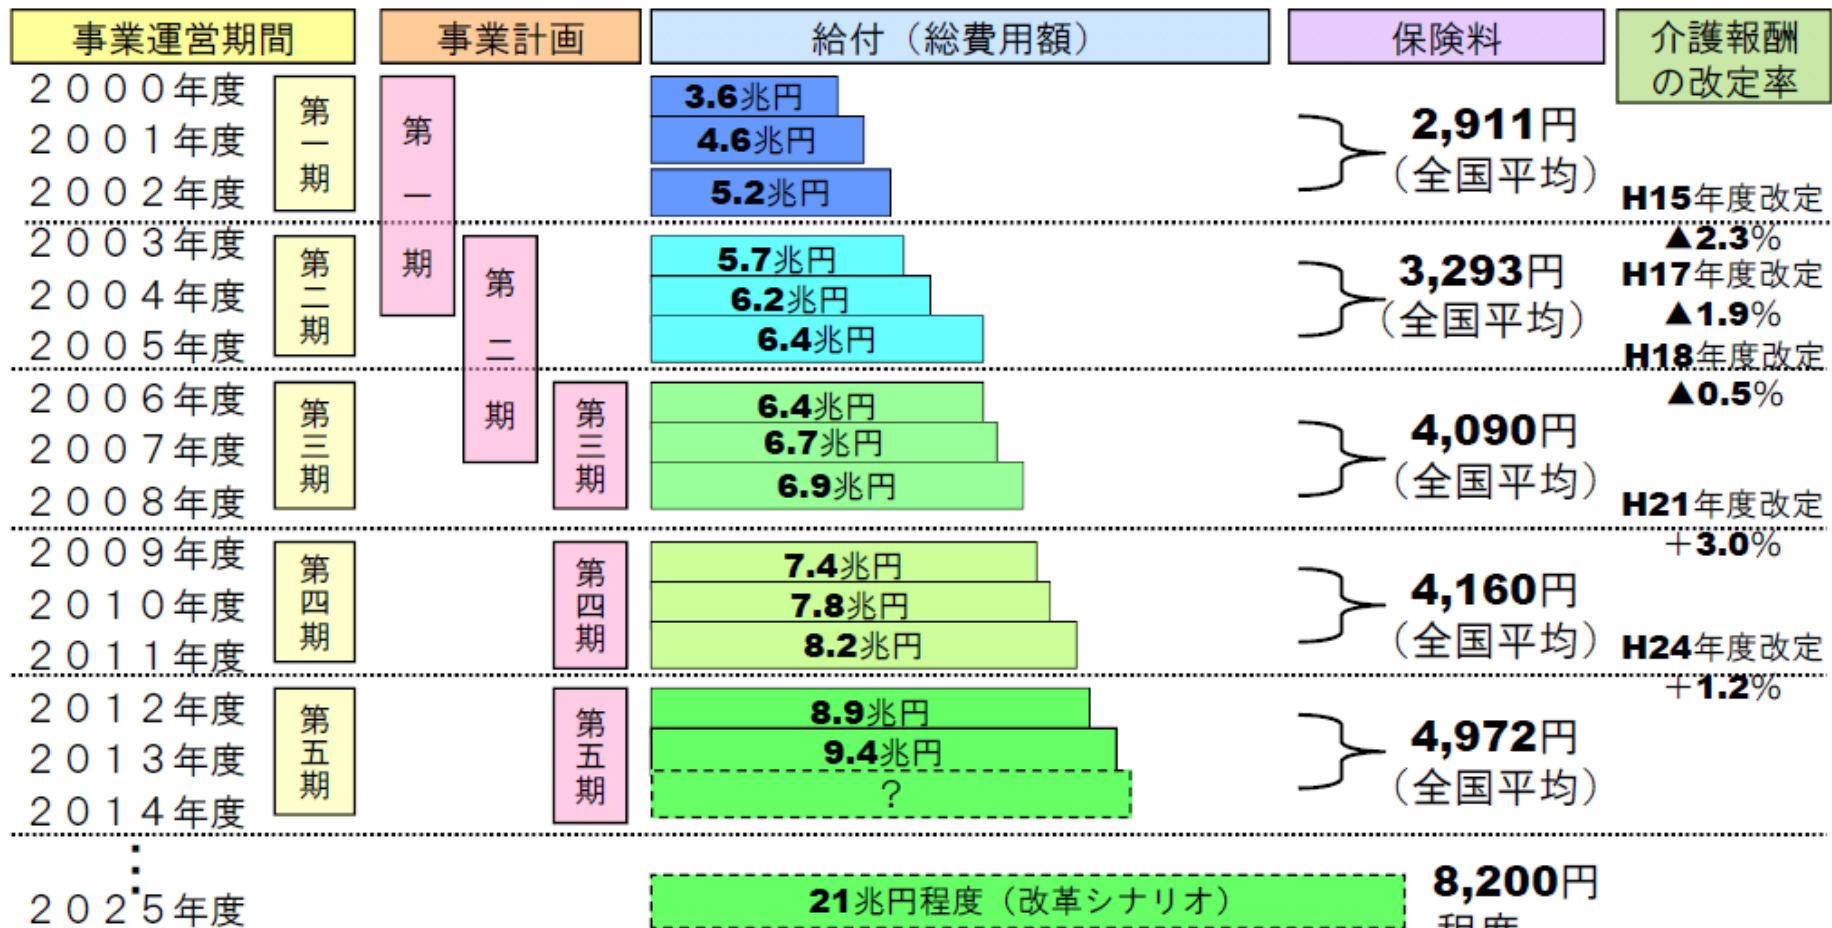 事業運営期間 事業計画 給付（総費用額） 保険料 介護報酬の改定率
２０００年度 3.6兆円
２００１年度 4.6兆円
２００２年度 5.2兆円
第一期
第一期
2,911円
（全国平均）
H15年度改定
▲2.3%
２００３年度 5.7兆円
２００４年度 6.2兆円
２００５年度 6.4兆円
第二期
第二期
3,293円
（全国平均）
H17年度改定
▲1.9%
H18年度改定
▲0.5%
２００６年度 6.4兆円
２００７年度 6.7兆円
２００８年度 6.9兆円
第三期
第三期
4,090円
（全国平均）
H21年度改定
＋3.0%
２００９年度 7.4兆円
２０１０年度 7.8兆円
２０１１年度 8.2兆円
第四期
第四期
4,160円
（全国平均）
H24年度改定
＋1.2%
２０１２年度 8.9兆円
２０１３年度 9.4兆円
２０１４年度 ？
第五期
第五期
4,972円
（全国平均）
２０２５年度 21兆円程度（改革シナリオ）
8,200円
程度